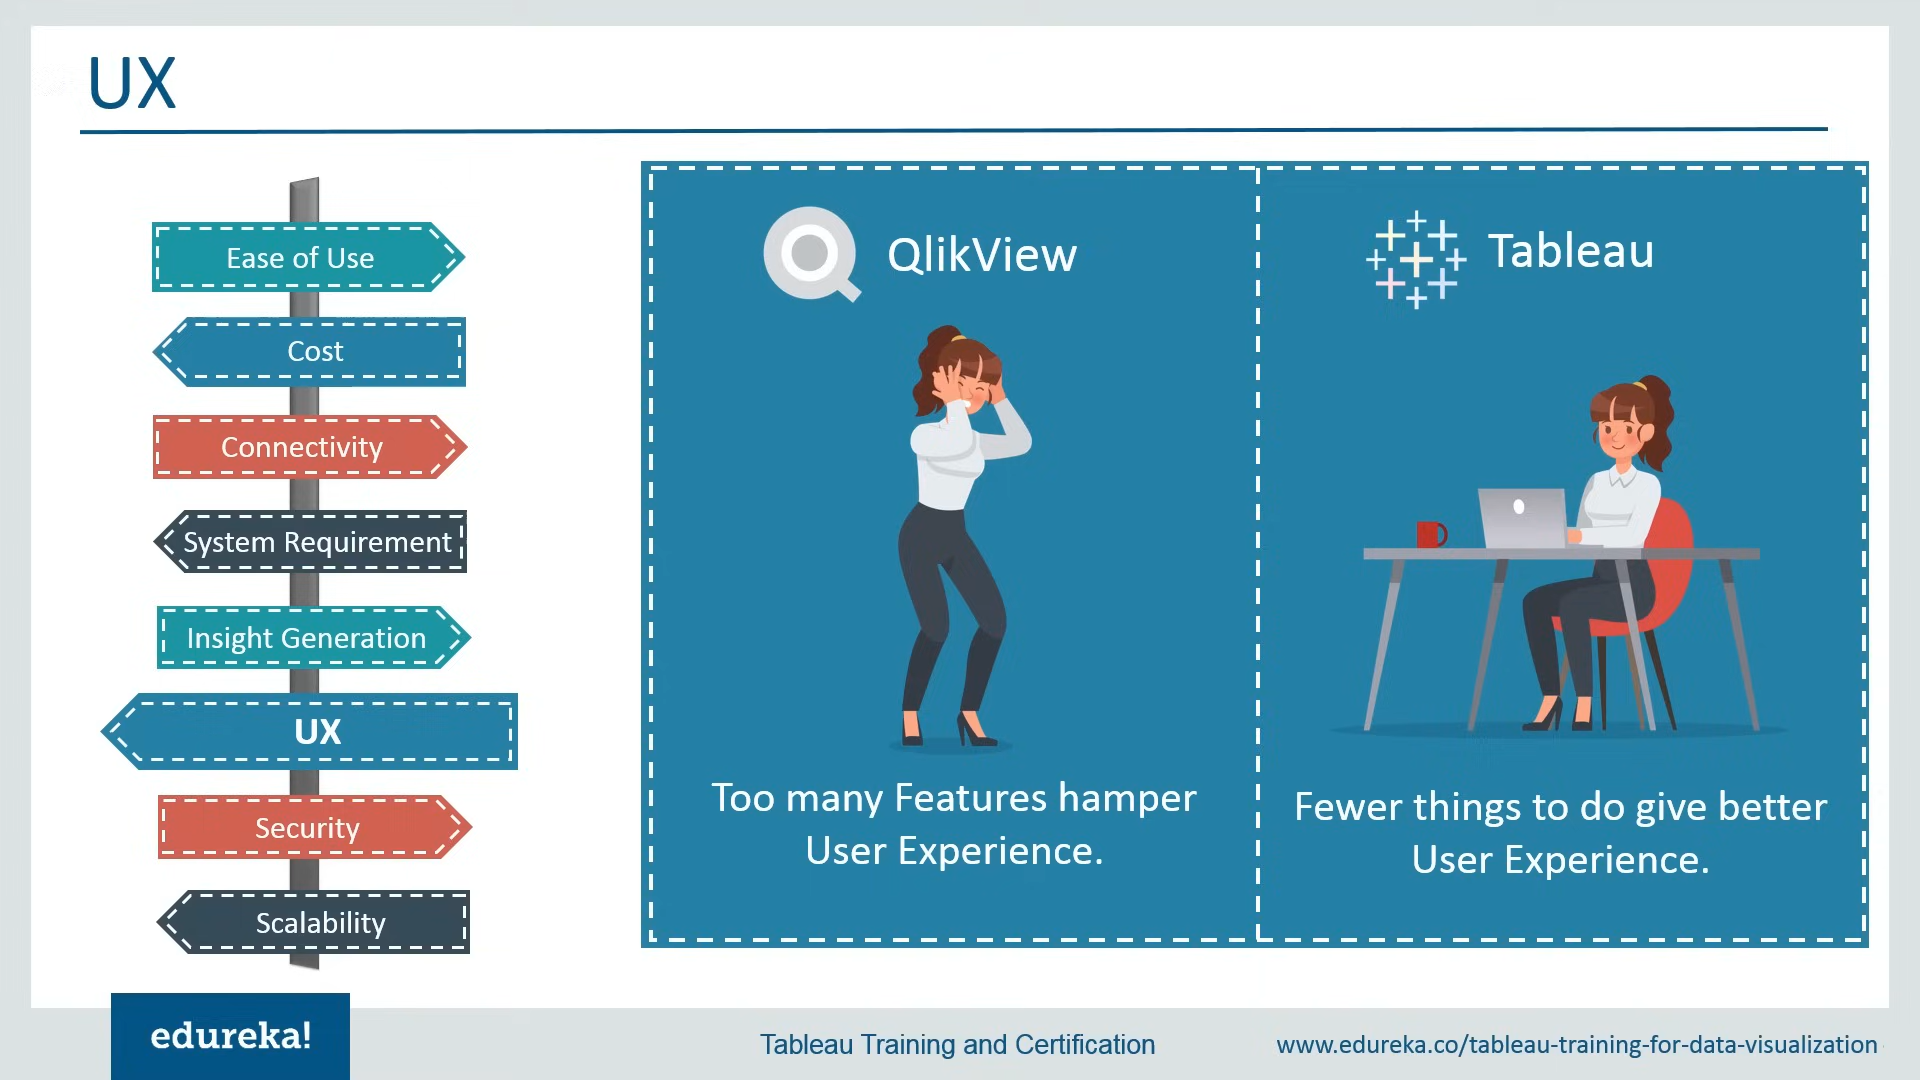 UX
Ease of Use
Cost
Connectivity
System Requirement
Insight Generation
UX
Security
Scalability
QlikView
Too many Features hamper
User Experience.
Tableau
Fewer things to do give better
User Experience.
edureka!
Tableau Training and Certification
www.edureka.co/tableau-training-for-data-visualization